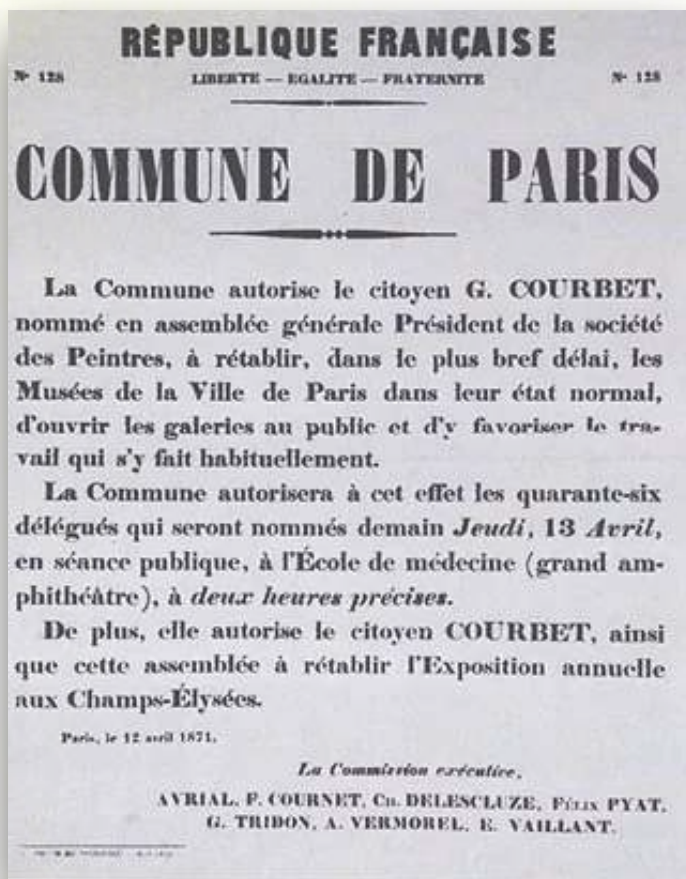 RÉPUBLIQUE FRANÇAISE
Nº 128 LIBERTÉ — EGALITÉ — FRATERNITÉ Nº 128
COMMUNE DE PARIS
La Commune autorise le citoyen G. COURBET,
nommé en assemblée générale Président de la société
des Peintres, à rétablir, dans le plus bref délai, les
Musées de la Ville de Paris dans leur état normal,
d'ouvrir les galeries au public et d'y favoriser le tra-
vail qui s'y fait habituellement.
La Commune autorisera à cet effet les quarante-six
délégués qui seront nommés demain Jeudi, 13 Avril,
en séance publique, à l'École de médecine (grand am-
phithéâtre), à deux heures précises.
De plus, elle autorise le citoyen COURBET, ainsi
que cette assemblée à rétablir l'Exposition annuelle
aux Champs-Élysées.
Paris, le 12 avril 1871.
La Commission exécutive,
AVRIAL, F. COURNET, Ch. DELESCLUZE, Félix PYAT,
G. TRIDON, A. VERMOREL, E. VAILLANT.